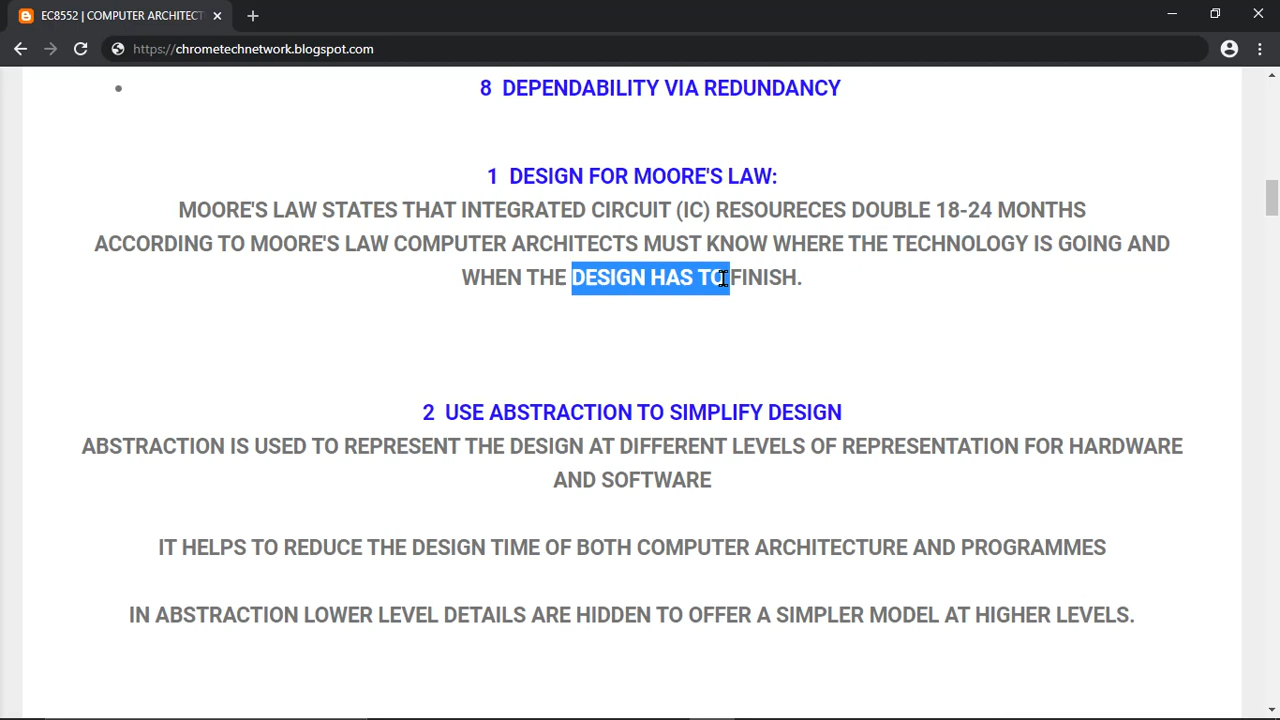 EC8552 | COMPUTER ARCHITECT
https://chrometechnetwork.blogspot.com
8 DEPENDABILITY VIA REDUNDANCY
1 DESIGN FOR MOORE'S LAW:
MOORE'S LAW STATES THAT INTEGRATED CIRCUIT (IC) RESOURECES DOUBLE 18-24 MONTHS
ACCORDING TO MOORE'S LAW COMPUTER ARCHITECTS MUST KNOW WHERE THE TECHNOLOGY IS GOING AND
WHEN THE DESIGN HAS TO FINISH.
2 USE ABSTRACTION TO SIMPLIFY DESIGN
ABSTRACTION IS USED TO REPRESENT THE DESIGN AT DIFFERENT LEVELS OF REPRESENTATION FOR HARDWARE
AND SOFTWARE
IT HELPS TO REDUCE THE DESIGN TIME OF BOTH COMPUTER ARCHITECTURE AND PROGRAMMES
IN ABSTRACTION LOWER LEVEL DETAILS ARE HIDDEN TO OFFER A SIMPLER MODEL AT HIGHER LEVELS.